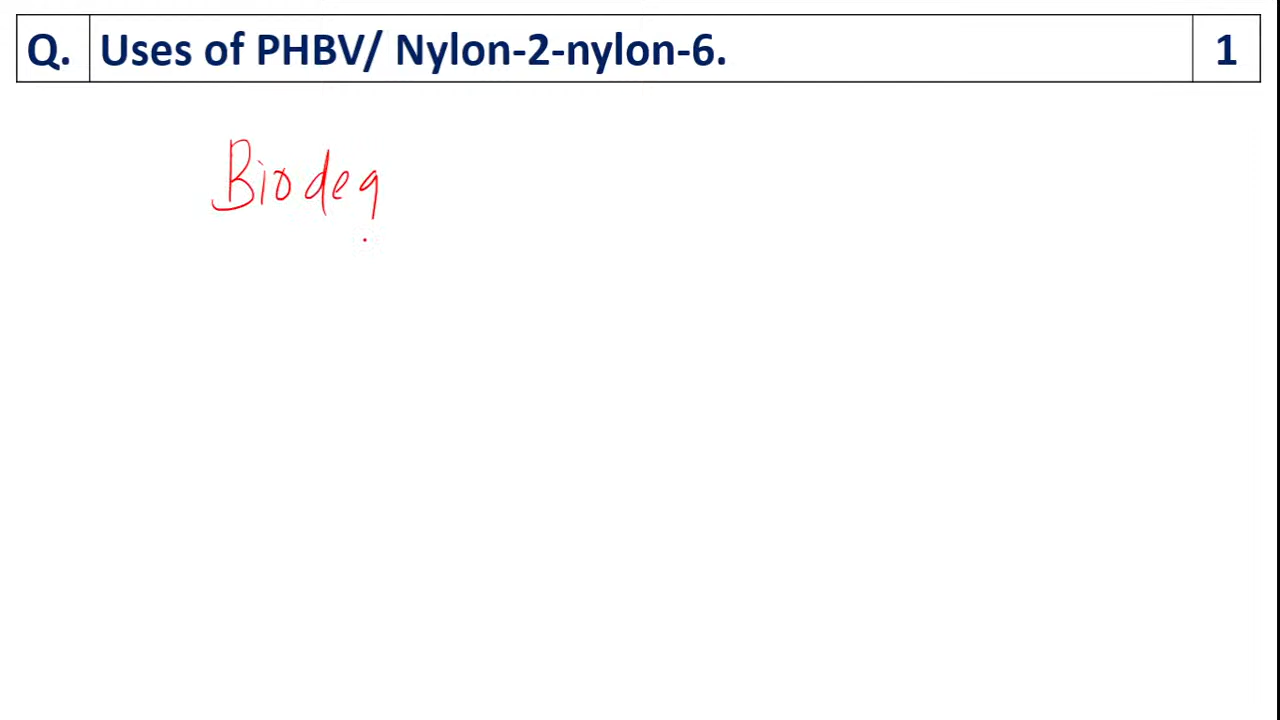 Q. Uses of PHBV/ Nylon-2-nylon-6. 1
Biodeg